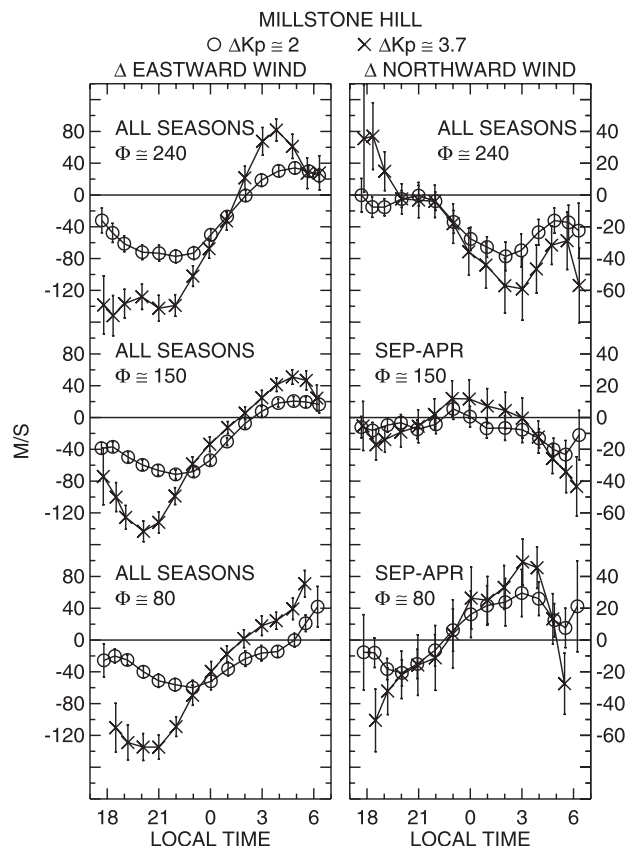 MILLSTONE HILL
○ ΔKp ≅ 2 × ΔKp ≅ 3.7
Δ EASTWARD WIND Δ NORTHWARD WIND
ALL SEASONS
Φ ≅ 240
80
40
0
-40
-80
-120
ALL SEASONS
Φ ≅ 240
40
20
0
-20
-40
-60
ALL SEASONS
Φ ≅ 150
80
40
0
-40
-80
-120
SEP-APR
Φ ≅ 150
40
20
0
-20
-40
-60
M/S
ALL SEASONS
Φ ≅ 80
80
40
0
-40
-80
-120
SEP-APR
Φ ≅ 80
40
20
0
-20
-40
-60
18 21 0 3 6 18 21 0 3 6
LOCAL TIME LOCAL TIME